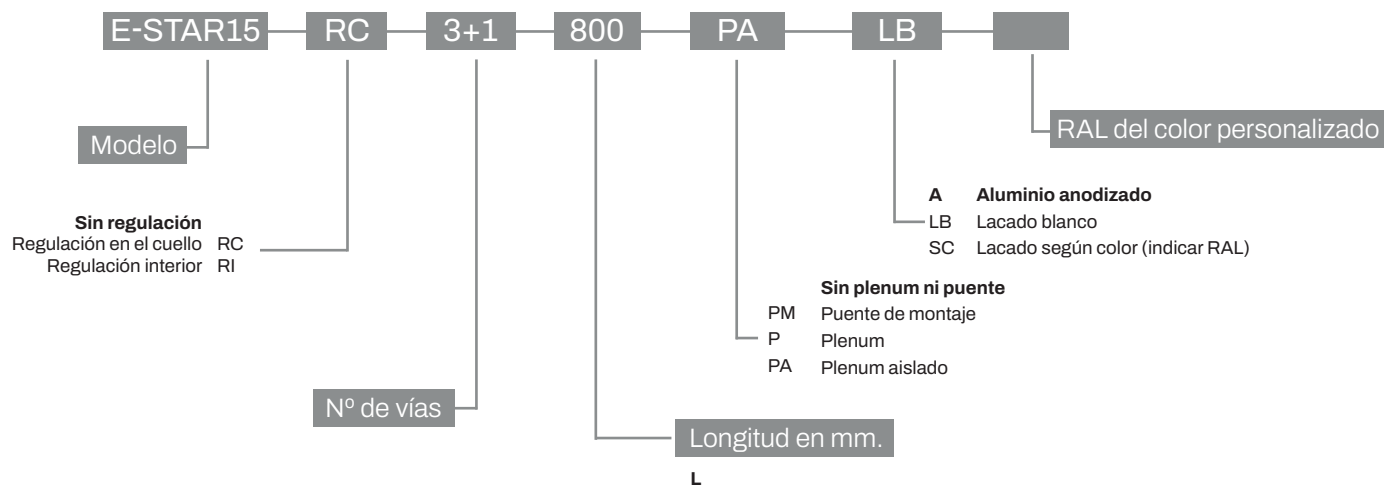 E-STAR15 RC 3+1 800 PA LB
Modelo
RAL del color personalizado
Sin regulación
Regulación en el cuello RC
Regulación interior RI
A Aluminio anodizado
LB Lacado blanco
SC Lacado según color (indicar RAL)
Sin plenum ni puente
PM Puente de montaje
P Plenum
PA Plenum aislado
Nº de vías
Longitud en mm.
L